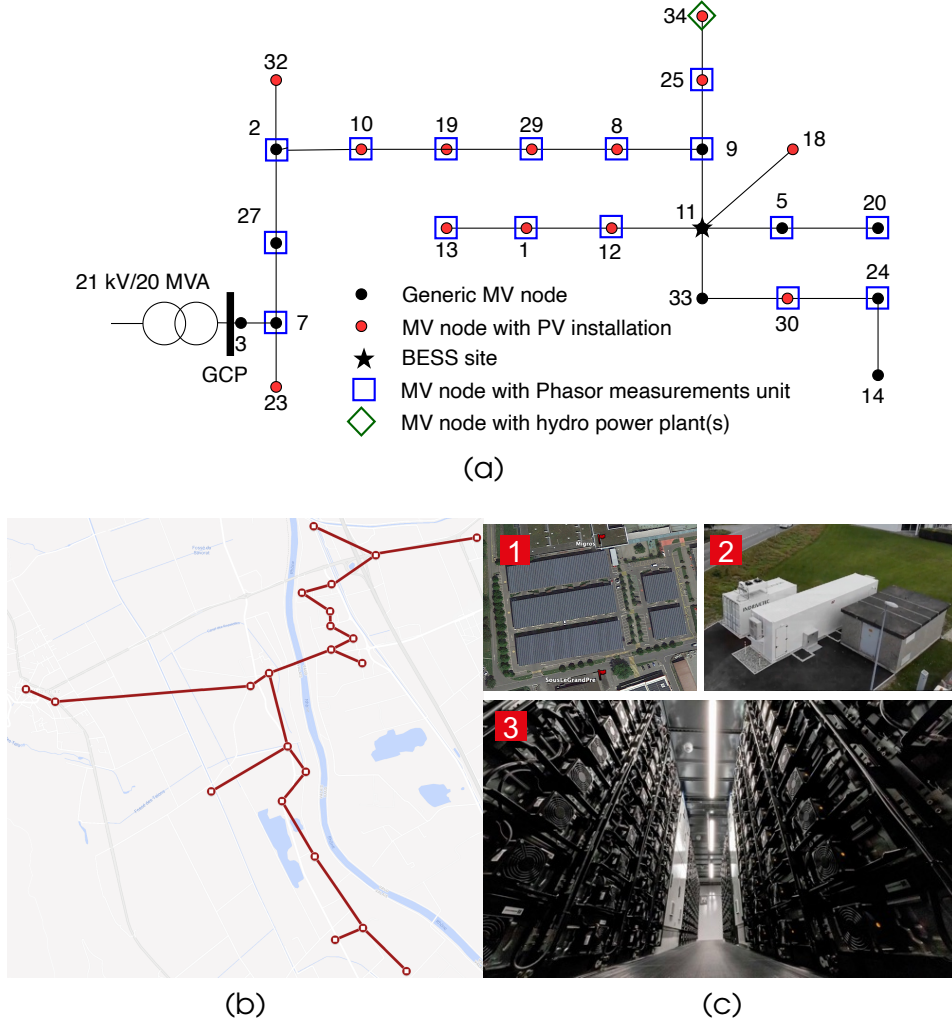 34
32
25
2
10
19
29
8
9
18
27
11
5
20
13
1
12
21 kV/20 MVA
24
Generic MV node
33
3
7
MV node with PV installation
30
GCP
BESS site
23
MV node with Phasor measurements unit
14
MV node with hydro power plant(s)
(a)
1
Migros
SousLeGrandPre
2
3
(b)
(c)